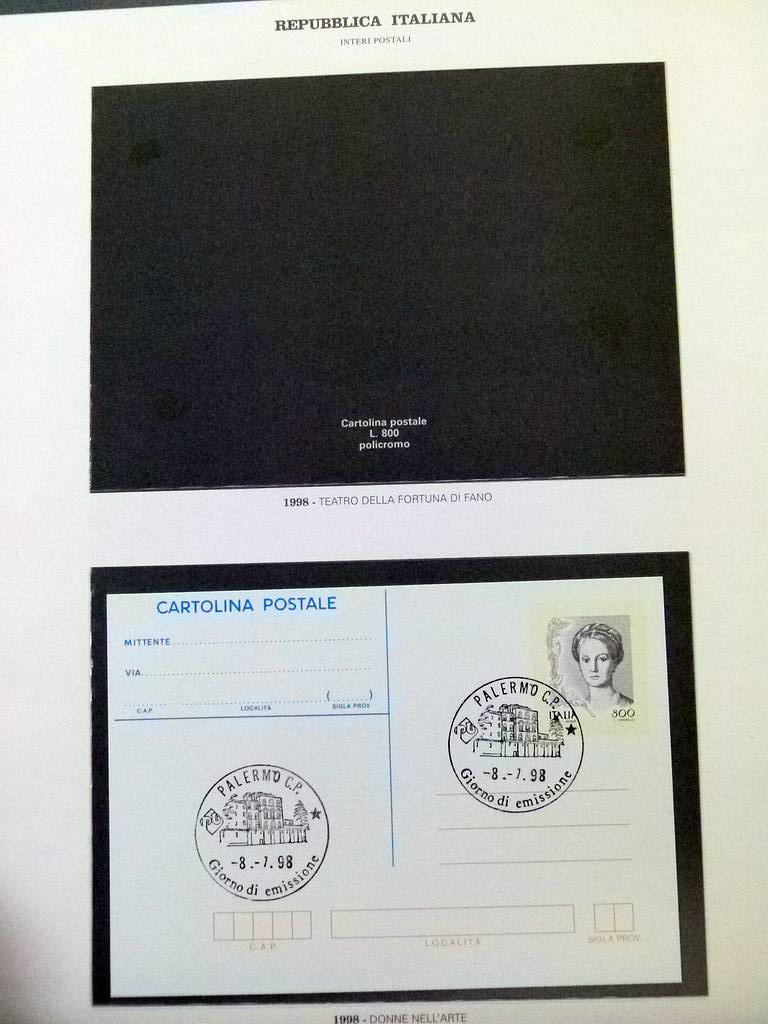 REPUBBLICA ITALIANA
INTERI POSTALI
Cartolina postale
L. 800
policromo
1998 - TEATRO DELLA FORTUNA DI FANO
CARTOLINA POSTALE
MITTENTE
VIA
( )
C.A.P. LOCALITÀ SIGLA PROV.
ITALIA 800
PALERMO C.P.
-8.-7.98
Giorno di emissione
PALERMO C.P.
-8.-7.98
Giorno di emissione
C.A.P. LOCALITÀ SIGLA PROV.
1998 - DONNE NELL'ARTE